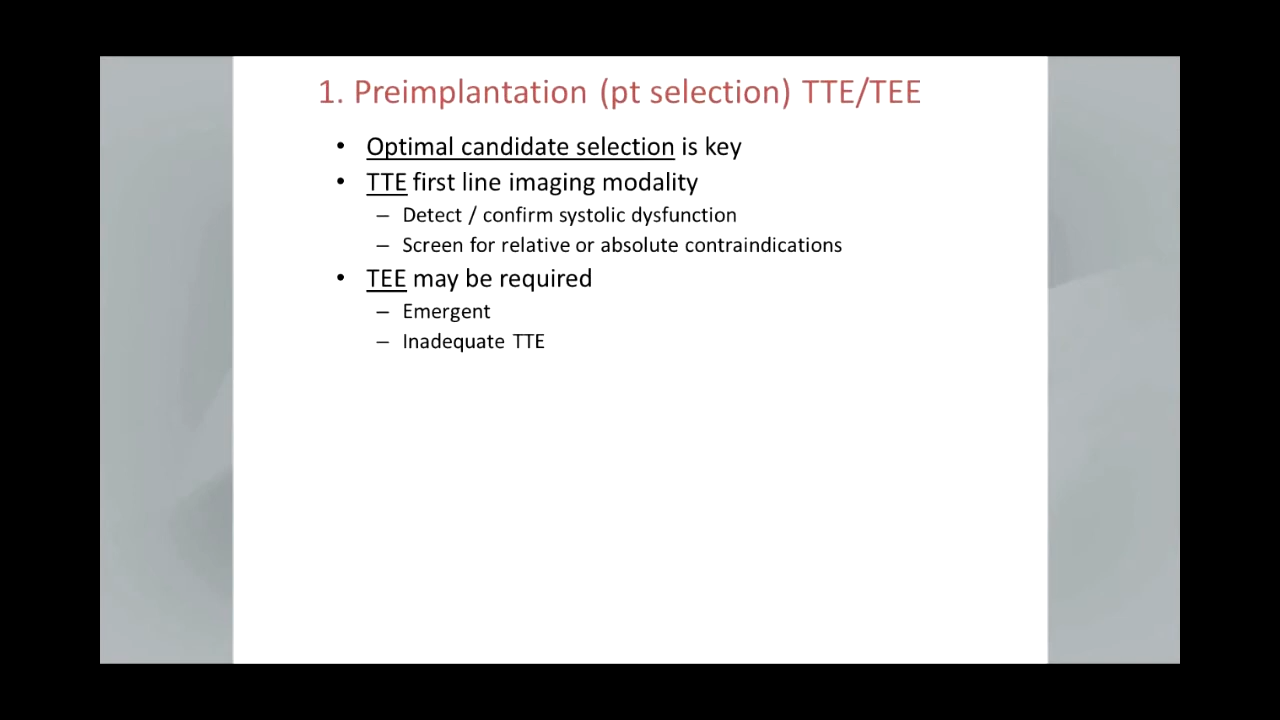 1. Preimplantation (pt selection) TTE/TEE
• Optimal candidate selection is key
• TTE first line imaging modality
– Detect / confirm systolic dysfunction
– Screen for relative or absolute contraindications
• TEE may be required
– Emergent
– Inadequate TTE